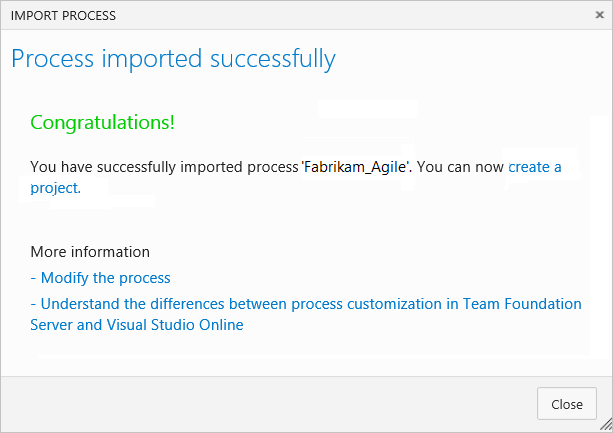 IMPORT PROCESS
Process imported successfully
Congratulations!
You have successfully imported process 'Fabrikam_Agile'. You can now create a
project.
More information
- Modify the process
- Understand the differences between process customization in Team Foundation
Server and Visual Studio Online
Close